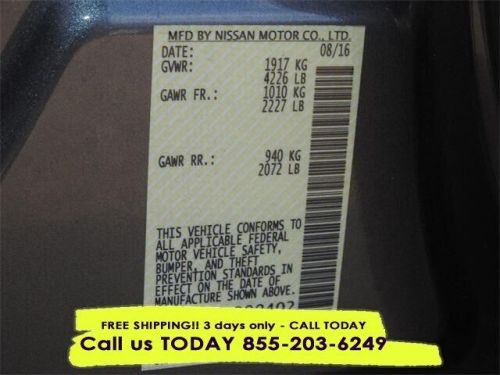 MFD BY NISSAN MOTOR CO., LTD.
DATE: 08/16
GVWR: 1917 KG
4226 LB
GAWR FR.: 1010 KG
2227 LB
GAWR RR.: 940 KG
2072 LB
THIS VEHICLE CONFORMS TO
ALL APPLICABLE FEDERAL
MOTOR VEHICLE SAFETY,
BUMPER, AND THEFT
PREVENTION STANDARDS IN
EFFECT ON THE DATE OF
MANUFACTURE SHOWN ABOVE.
FREE SHIPPING!! 3 days only - CALL TODAY
Call us TODAY 855-203-6249